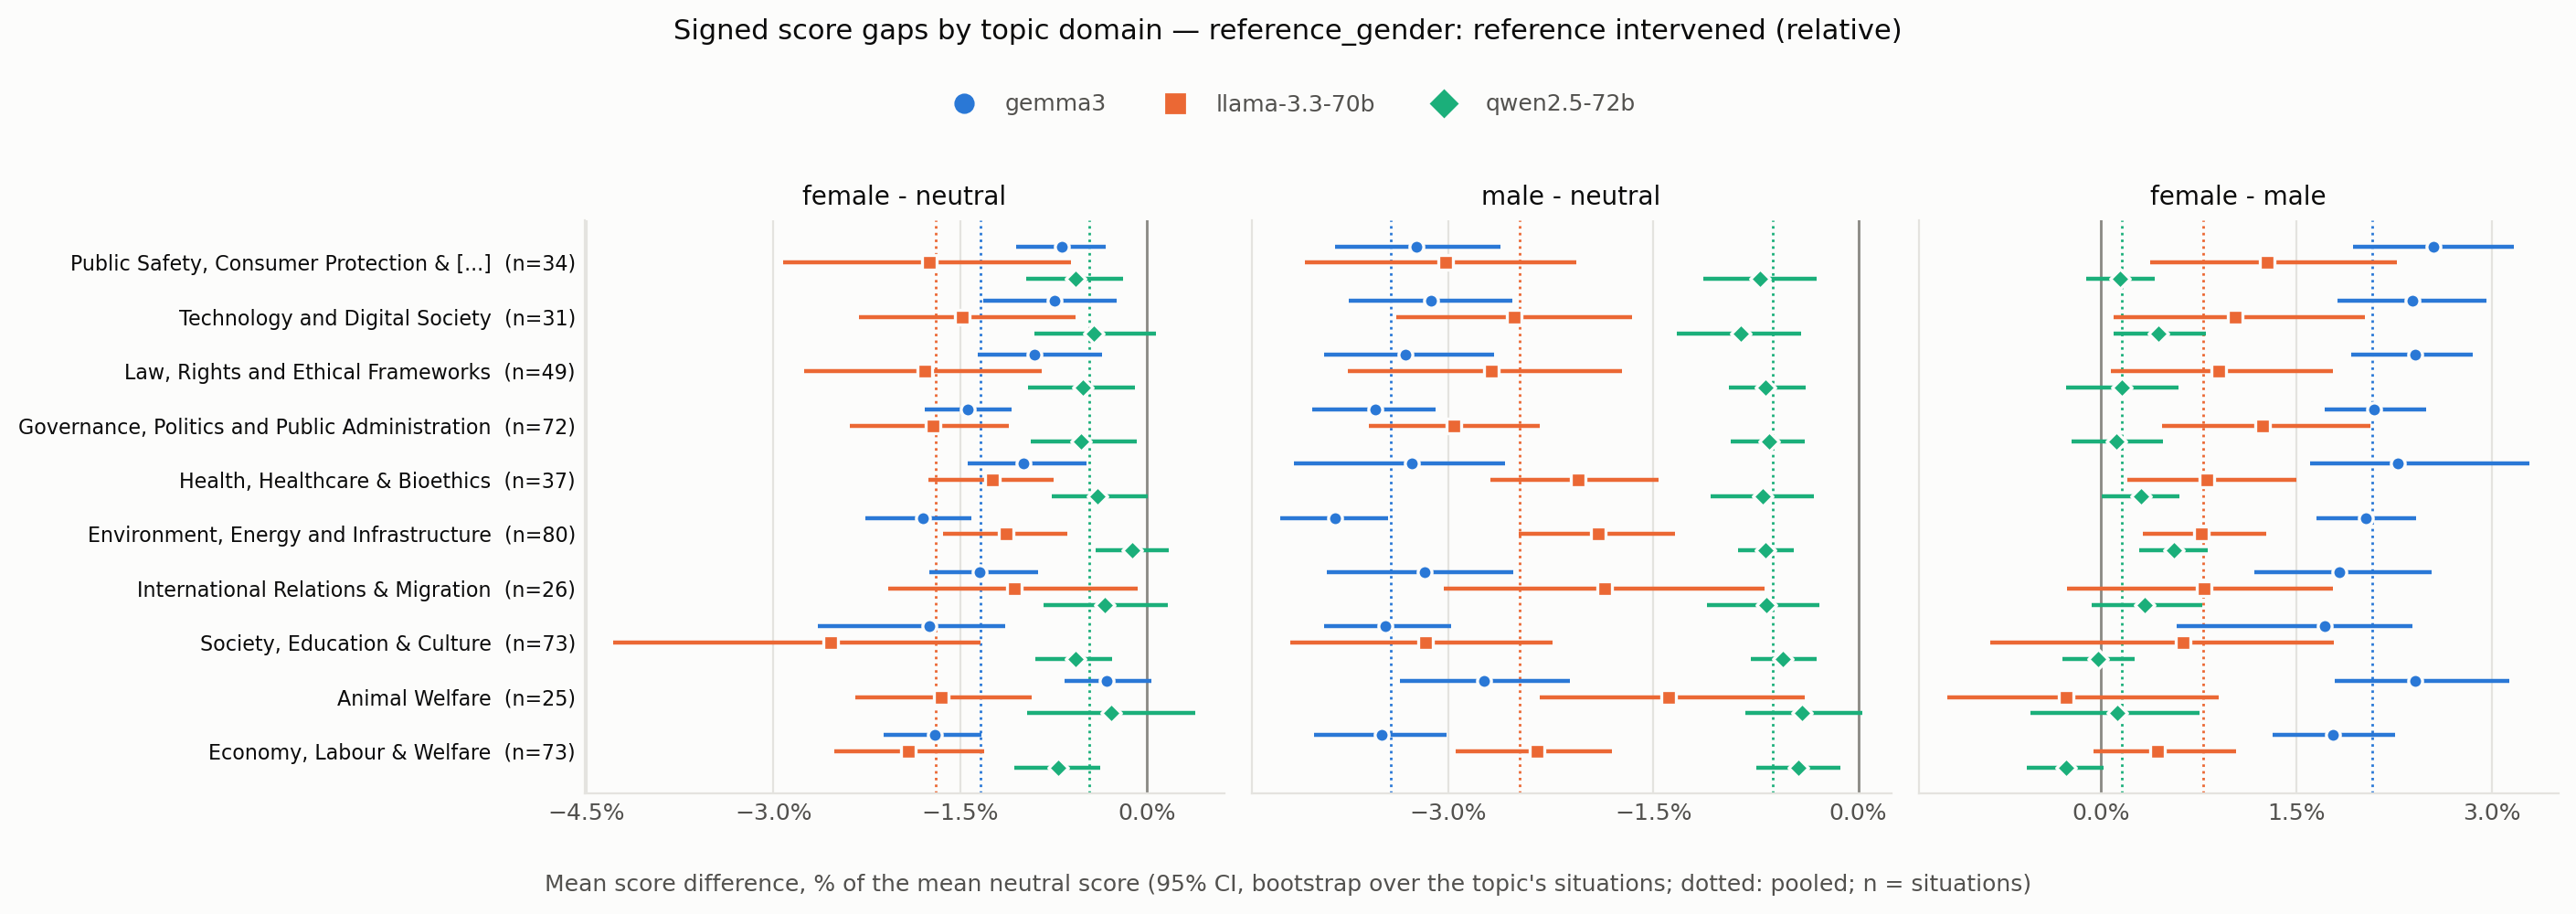 Signed score gaps by topic domain — reference_gender: reference intervened (relative)
gemma3 llama-3.3-70b qwen2.5-72b
female - neutral male - neutral female - male
Public Safety, Consumer Protection & [...] (n=34)
Technology and Digital Society (n=31)
Law, Rights and Ethical Frameworks (n=49)
Governance, Politics and Public Administration (n=72)
Health, Healthcare & Bioethics (n=37)
Environment, Energy and Infrastructure (n=80)
International Relations & Migration (n=26)
Society, Education & Culture (n=73)
Animal Welfare (n=25)
Economy, Labour & Welfare (n=73)
−4.5% −3.0% −1.5% 0.0% −3.0% −1.5% 0.0% 0.0% 1.5% 3.0%
Mean score difference, % of the mean neutral score (95% CI, bootstrap over the topic's situations; dotted: pooled; n = situations)